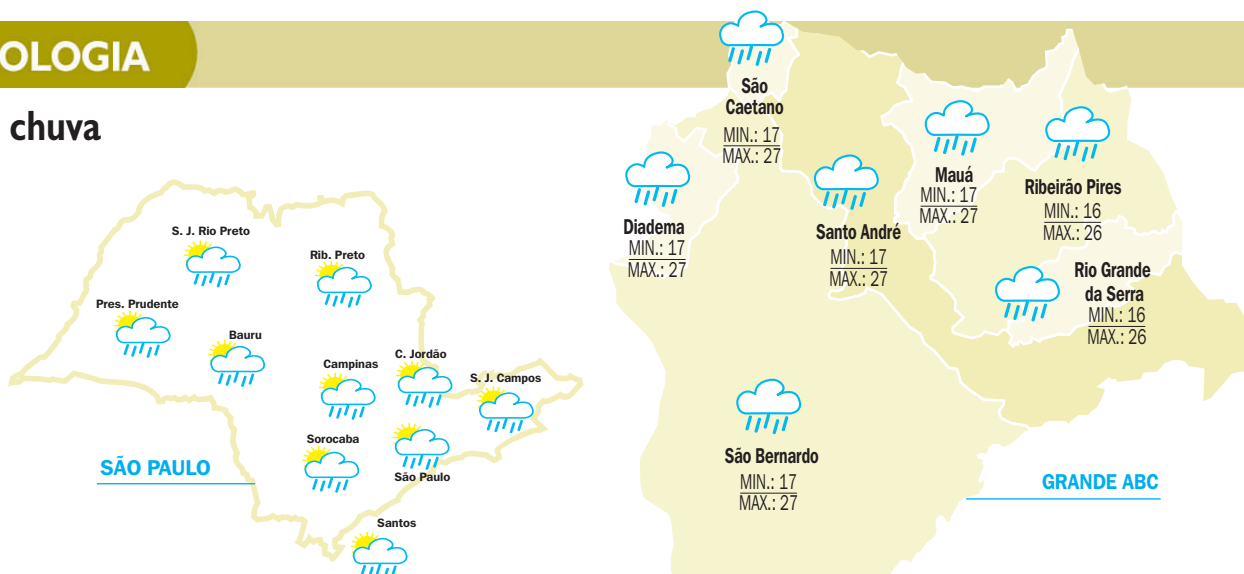 OLOGIA
chuva
S. J. Rio Preto
Rib. Preto
Pres. Prudente
Bauru
Campinas
C. Jordão
S. J. Campos
Sorocaba
São Paulo
Santos
SÃO PAULO
São
Caetano
MIN.: 17
MAX.: 27
Diadema
MIN.: 17
MAX.: 27
Santo André
MIN.: 17
MAX.: 27
Mauá
MIN.: 17
MAX.: 27
Ribeirão Pires
MIN.: 16
MAX.: 26
Rio Grande
da Serra
MIN.: 16
MAX.: 26
São Bernardo
MIN.: 17
MAX.: 27
GRANDE ABC